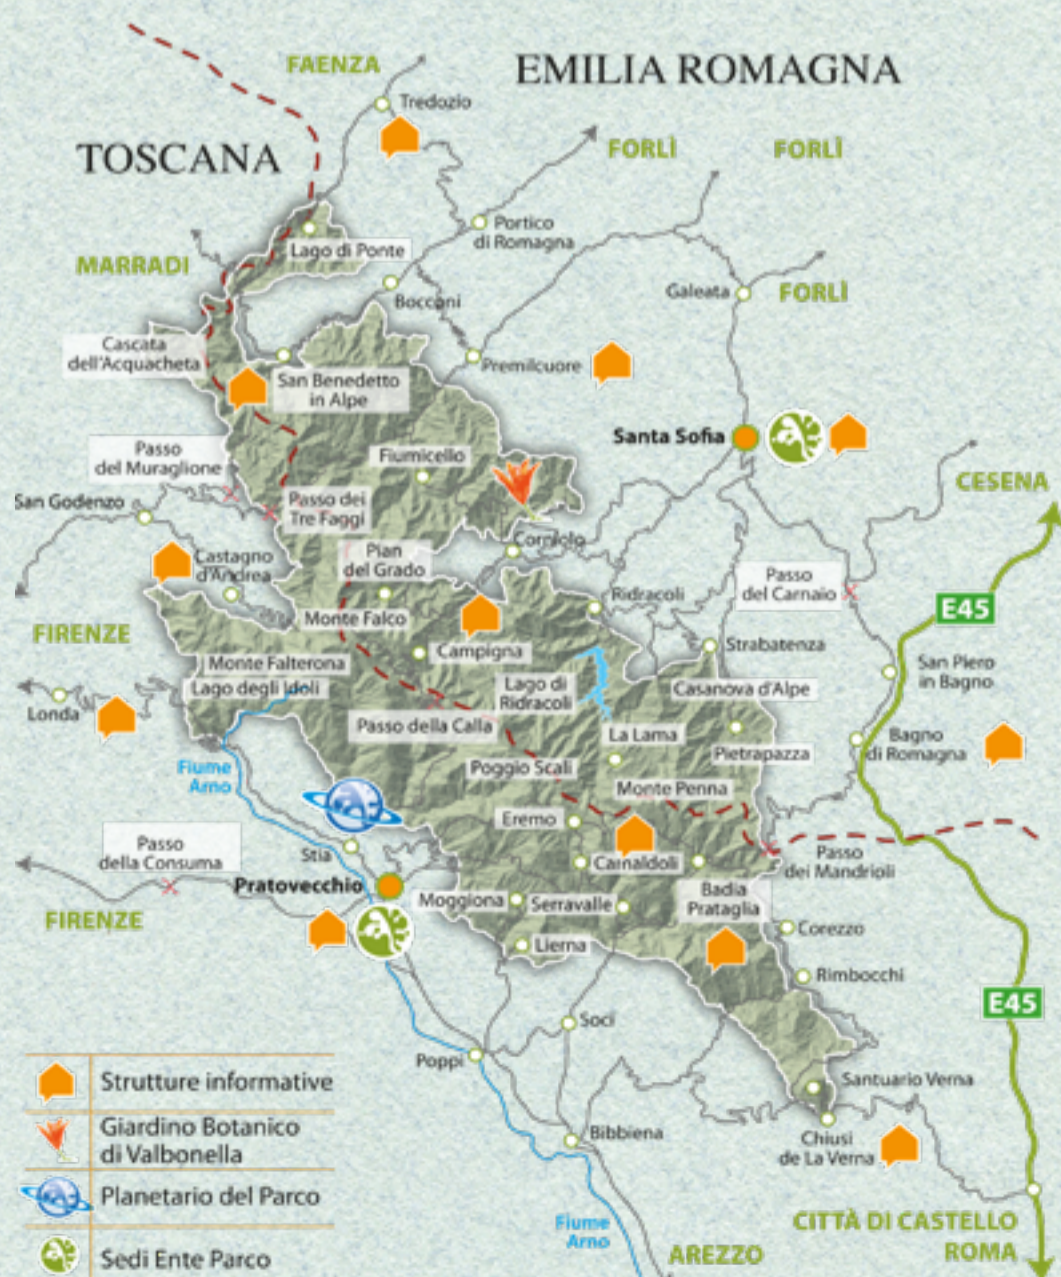 FAENZA
EMILIA ROMAGNA
Tredozio
TOSCANA
FORLÌ
FORLÌ
Portico
di Romagna
Lago di Ponte
MARRADI
Galeata
FORLÌ
Bocconi
Cascata
dell'Acquacheta
Premilcuore
San Benedetto
in Alpe
Santa Sofia
Passo
del Muraglione
Fiumicello
CESENA
San Godenzo
Passo dei
Tre Faggi
Corniolo
Castagno
d'Andrea
Pian
del Grado
Passo
del Carnaio
Ridracoli
E45
Monte Falco
FIRENZE
Campigna
Strabatenza
Monte Falterona
San Piero
in Bagno
Lago degli Idoli
Lago di
Ridracoli
Casanova d'Alpe
Londa
Passo della Calla
La Lama
Pietrapazza
Bagno
di Romagna
Fiume
Arno
Poggio Scali
Monte Penna
Eremo
Passo
della Consuma
Stia
Camaldoli
Passo
dei Mandrioli
Pratovecchio
Moggiona
Serravalle
Badia
Prataglia
FIRENZE
Corezzo
Lierna
Rimbocchi
E45
Soci
Poppi
Santuario Verna
Bibbiena
Chiusi
de La Verna
Fiume
Arno
CITTÀ DI CASTELLO
ROMA
AREZZO
Strutture informative
Giardino Botanico
di Valbonella
Planetario del Parco
Sedi Ente Parco